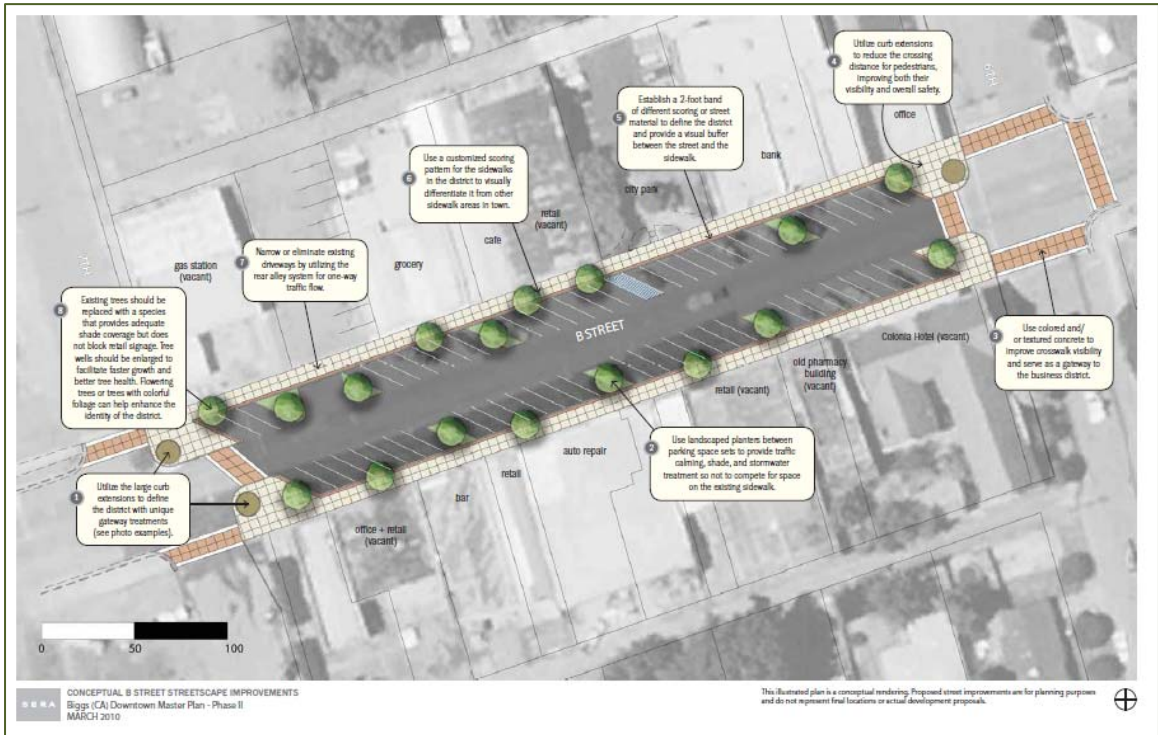 4
Utilize curb extensions
to reduce the crossing
distance for pedestrians,
improving both their
visibility and overall safety.
office
6th
5
Establish a 2-foot band
of different scoring or street
material to define the district
and provide a visual buffer
between the street and the
sidewalk.
bank
6
Use a customized scoring
pattern for the sidewalks
in the district to visually
differentiate it from other
sidewalk areas in town.
city park
retail
(vacant)
cafe
7
Narrow or eliminate existing
driveways by utilizing the
rear alley system for one-way
traffic flow.
grocery
gas station
(vacant)
7th
8
Existing trees should be
replaced with a species
that provides adequate
shade coverage but does
not block retail signage. Tree
wells should be enlarged to
facilitate faster growth and
better tree health. Flowering
trees or trees with colorful
foliage can help enhance the
identity of the district.
B STREET
Colonia Hotel (vacant)
3
Use colored and/
or textured concrete to
improve crosswalk visibility
and serve as a gateway to
the business district.
old pharmacy
building
(vacant)
retail (vacant)
2
Use landscaped planters between
parking space sets to provide traffic
calming, shade, and stormwater
treatment so not to compete for space
on the existing sidewalk.
auto repair
retail
bar
office + retail
(vacant)
1
Utilize the large curb
extensions to define
the district with unique
gateway treatments
(see photo examples).
0 50 100
SERA
CONCEPTUAL B STREET STREETSCAPE IMPROVEMENTS
Biggs (CA) Downtown Master Plan - Phase II
MARCH 2010
This illustrated plan is a conceptual rendering. Proposed street improvements are for planning purposes
and do not represent final locations or actual development proposals.